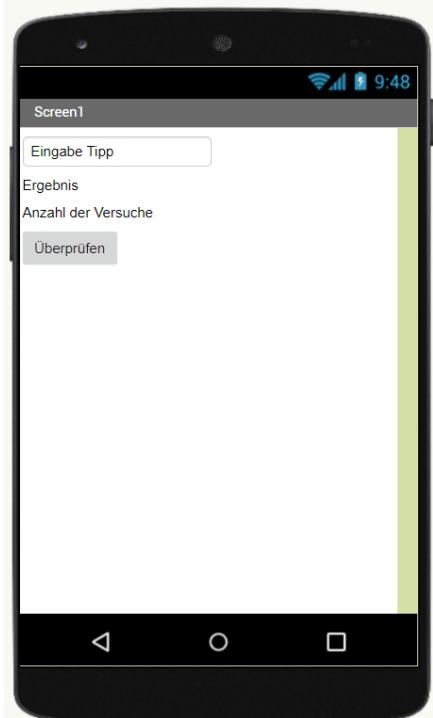 9:48
Screen1
Eingabe Tipp
Ergebnis
Anzahl der Versuche
Überprüfen